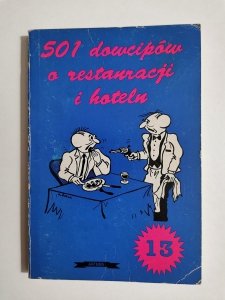 501 dowcipów
o restauracji
i hotelu
13